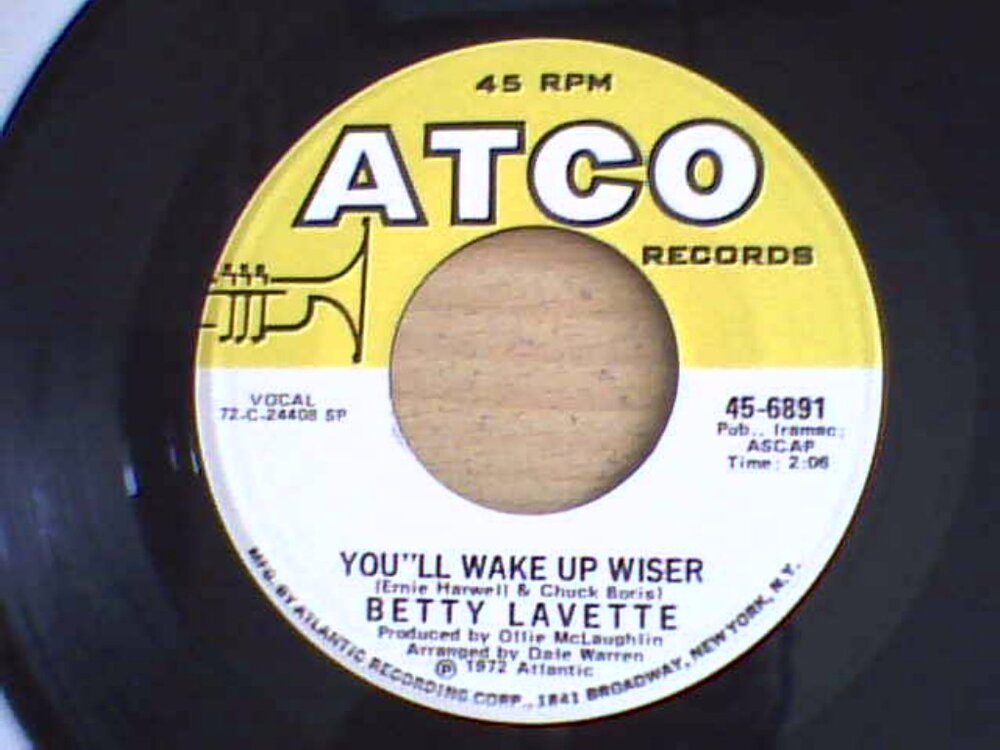 45 RPM
ATCO
RECORDS
VOCAL
72-C-24408 SP
45-6891
Pub., Iramac;
ASCAP
Time: 2:06
YOU"LL WAKE UP WISER
(Ernie Harwell & Chuck Boris)
BETTY LAVETTE
Produced by Ollie McLaughlin
Arranged by Dale Warren
℗ 1972 Atlantic
MFG. BY ATLANTIC RECORDING CORP., 1841 BROADWAY, NEW YORK, N.Y.